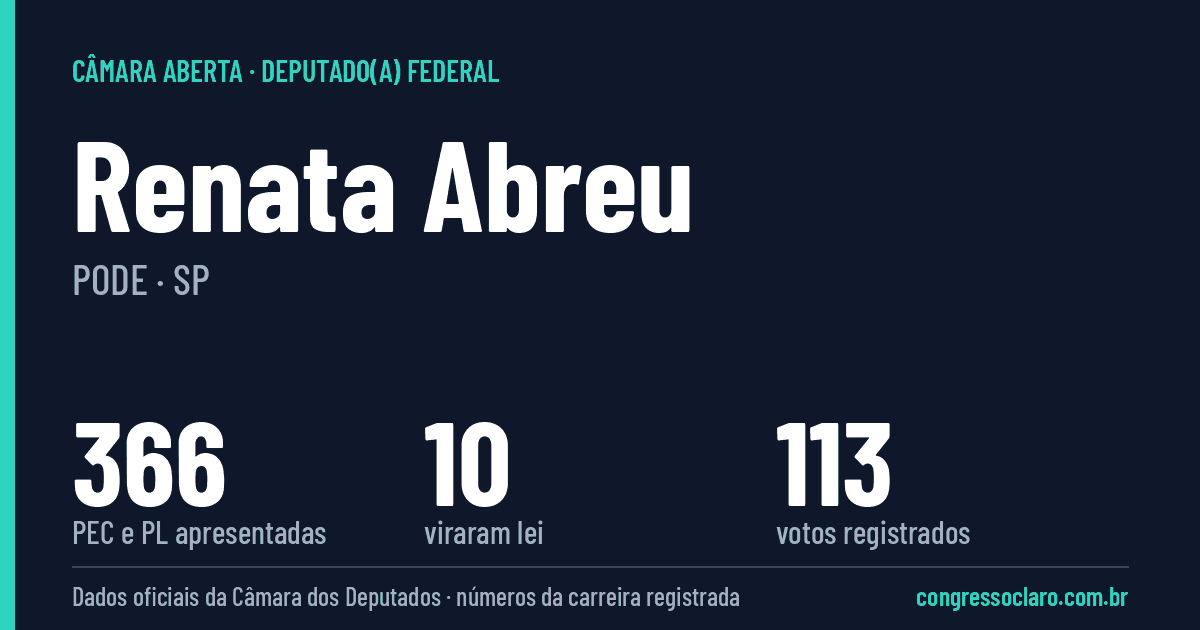 CÂMARA ABERTA · DEPUTADO(A) FEDERAL
Renata Abreu
PODE · SP
366
PEC e PL apresentadas
10
viraram lei
113
votos registrados
Dados oficiais da Câmara dos Deputados · números da carreira registrada
congressoclaro.com.br